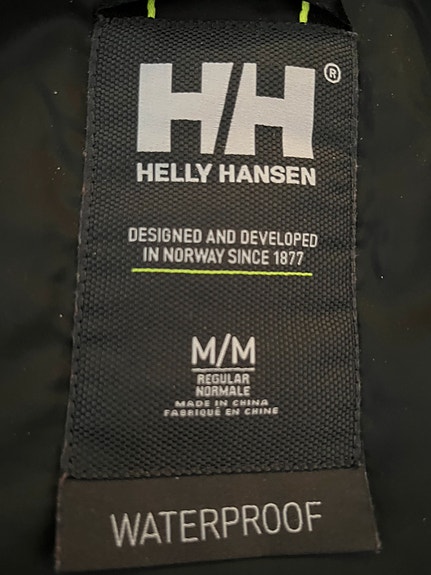 HH®
HELLY HANSEN
DESIGNED AND DEVELOPED
IN NORWAY SINCE 1877
M/M
REGULAR
NORMALE
MADE IN CHINA
FABRIQUÉ EN CHINE
WATERPROOF